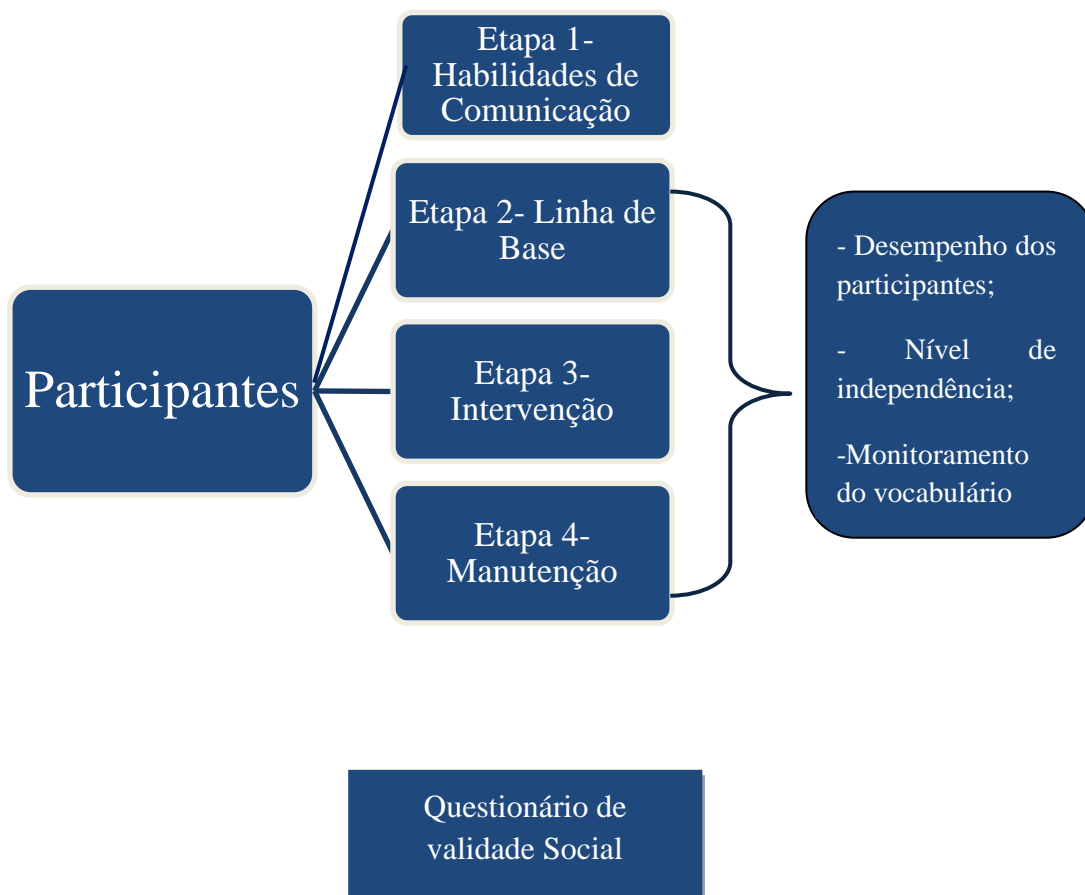 Etapa 1-
Habilidades de
Comunicação
Etapa 2- Linha de
Base
Participantes
Etapa 3-
Intervenção
Etapa 4-
Manutenção
- Desempenho dos
participantes;
- Nível de
independência;
-Monitoramento
do vocabulário
Questionário de
validade Social